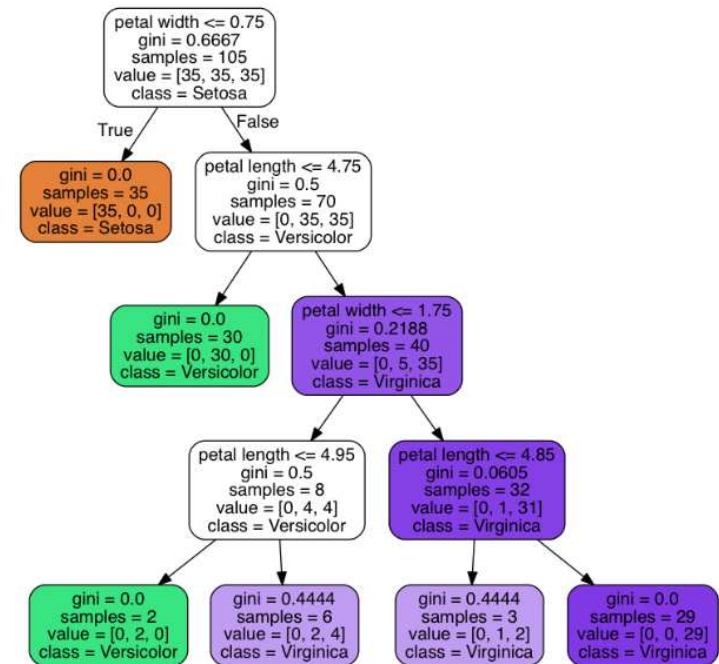 petal width <= 0.75
gini = 0.6667
samples = 105
value = [35, 35, 35]
class = Setosa
True
False
gini = 0.0
samples = 35
value = [35, 0, 0]
class = Setosa
petal length <= 4.75
gini = 0.5
samples = 70
value = [0, 35, 35]
class = Versicolor
gini = 0.0
samples = 30
value = [0, 30, 0]
class = Versicolor
petal width <= 1.75
gini = 0.2188
samples = 40
value = [0, 5, 35]
class = Virginica
petal length <= 4.95
gini = 0.5
samples = 8
value = [0, 4, 4]
class = Versicolor
petal length <= 4.85
gini = 0.0605
samples = 32
value = [0, 1, 31]
class = Virginica
gini = 0.0
samples = 2
value = [0, 2, 0]
class = Versicolor
gini = 0.4444
samples = 6
value = [0, 2, 4]
class = Virginica
gini = 0.4444
samples = 3
value = [0, 1, 2]
class = Virginica
gini = 0.0
samples = 29
value = [0, 0, 29]
class = Virginica